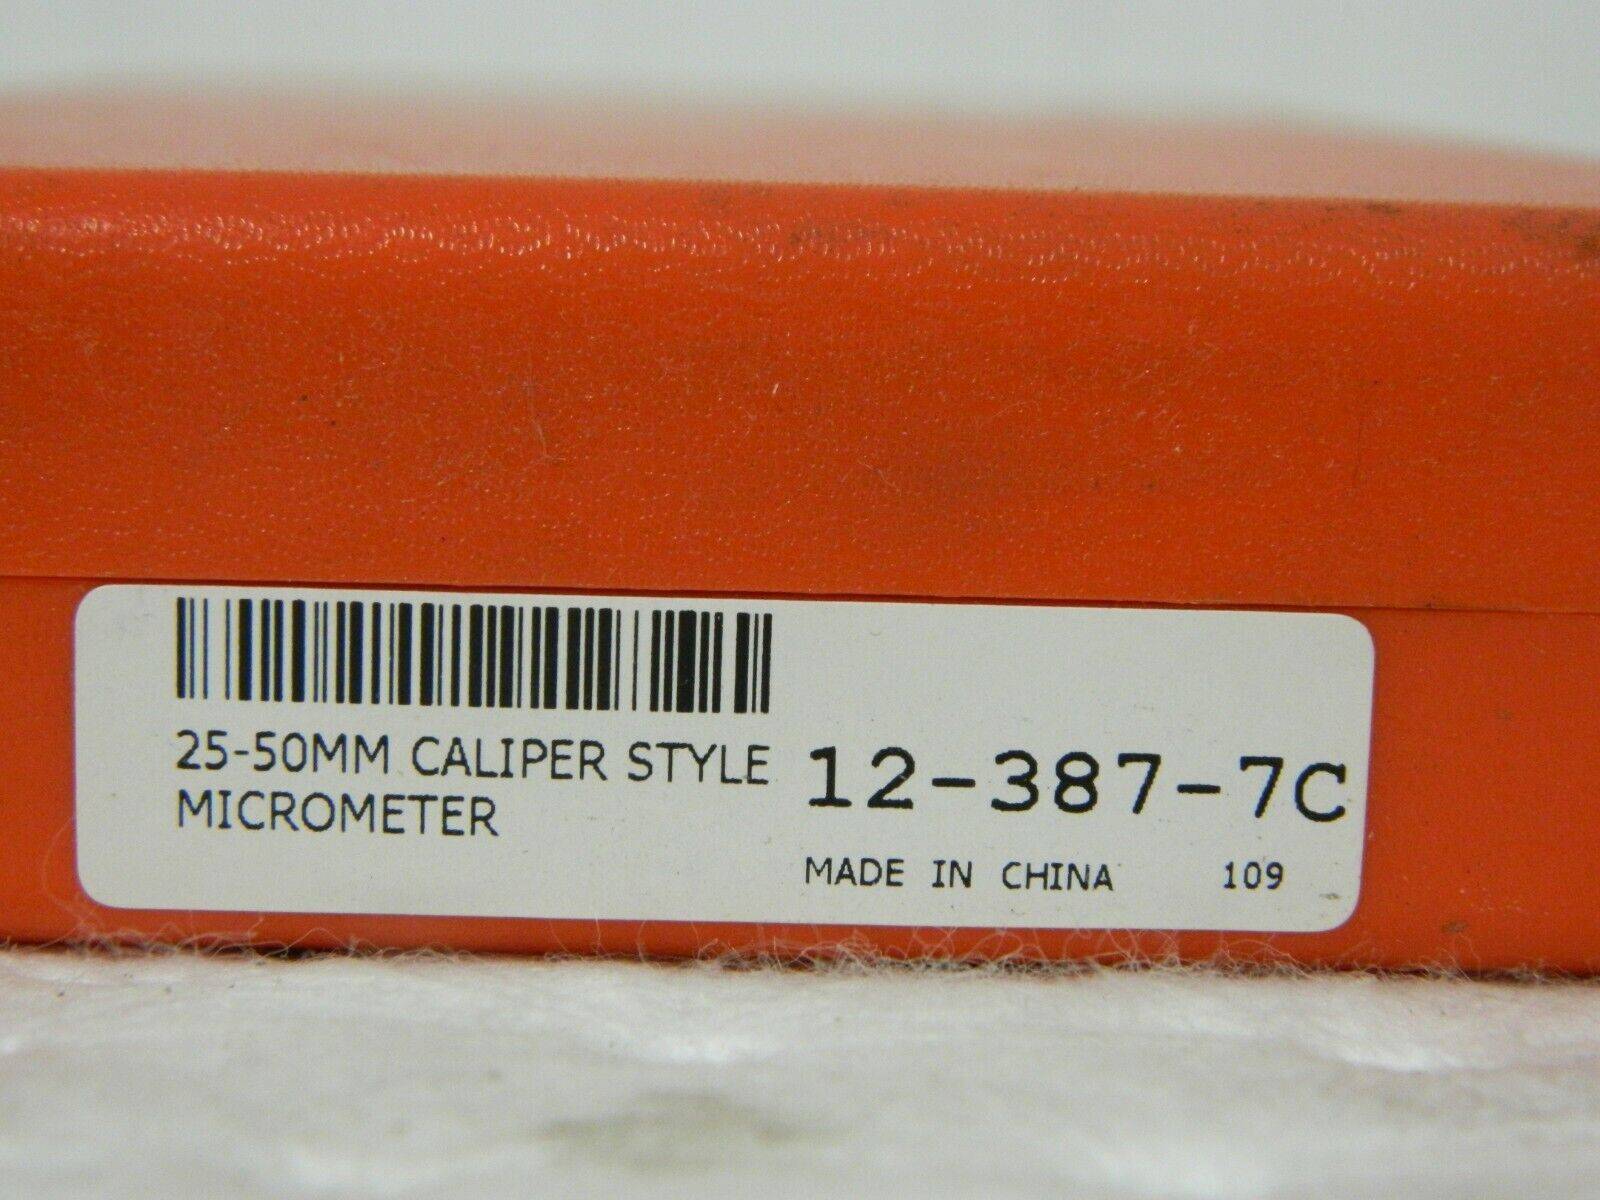 25-50MM CALIPER STYLE
MICROMETER
12-387-7C
MADE IN CHINA 109